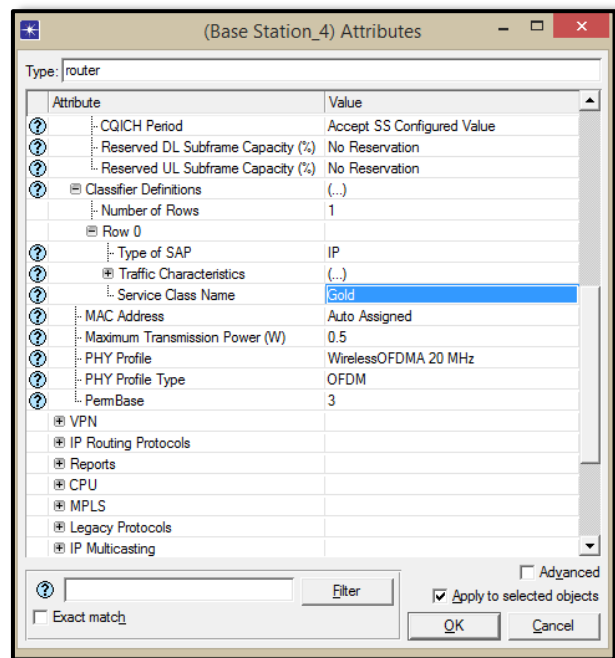 (Base Station_4) Attributes
Type: router
Attribute Value
CQICH Period Accept SS Configured Value
Reserved DL Subframe Capacity (%) No Reservation
Reserved UL Subframe Capacity (%) No Reservation
Classifier Definitions (...)
Number of Rows 1
Row 0
Type of SAP IP
Traffic Characteristics (...)
Service Class Name Gold
MAC Address Auto Assigned
Maximum Transmission Power (W) 0.5
PHY Profile WirelessOFDMA 20 MHz
PHY Profile Type OFDM
PermBase 3
VPN
IP Routing Protocols
Reports
CPU
MPLS
Legacy Protocols
IP Multicasting
Advanced
Filter Apply to selected objects
Exact match OK Cancel